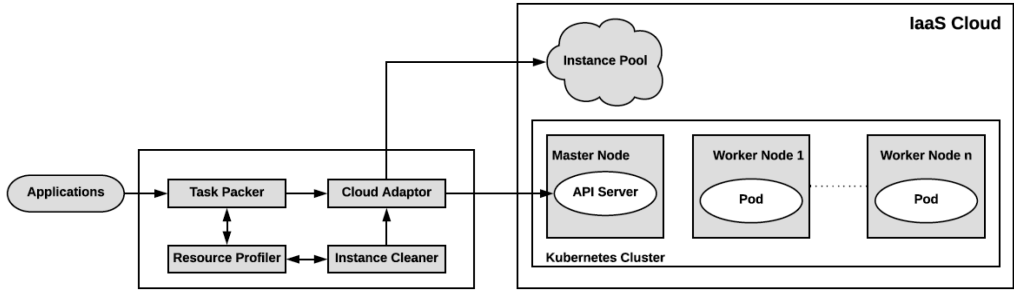 IaaS Cloud
Instance Pool
Applications
Task Packer
Cloud Adaptor
Resource Profiler
Instance Cleaner
Master Node
API Server
Worker Node 1
Pod
Worker Node n
Pod
Kubernetes Cluster